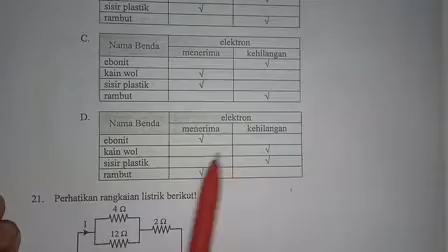 sisir plastik √
rambut √
C.
Nama Benda elektron
menerima kehilangan
ebonit √
kain wol √
sisir plastik √
rambut √
D.
Nama Benda elektron
menerima kehilangan
ebonit √
kain wol √
sisir plastik √
rambut √
21. Perhatikan rangkaian listrik berikut!
4 Ω
I 2 Ω
12 Ω